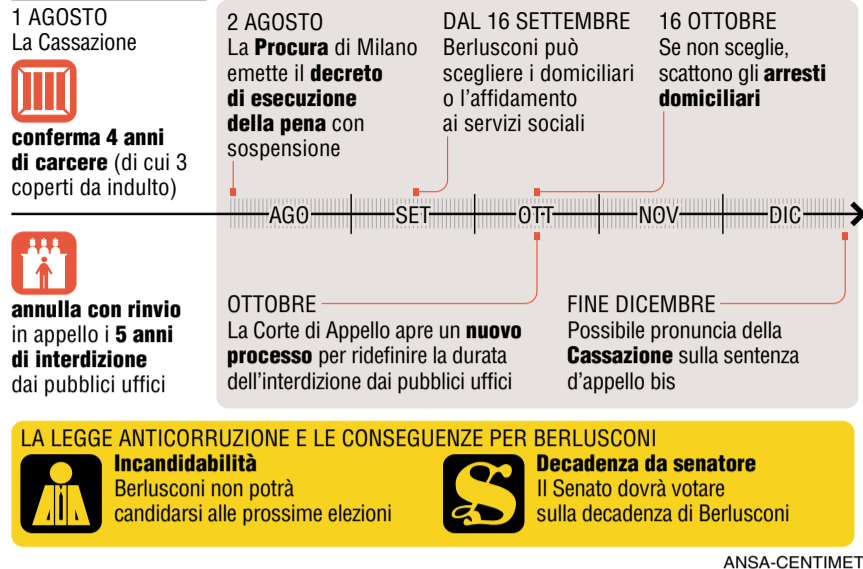 1 AGOSTO
La Cassazione
conferma 4 anni
di carcere (di cui 3
coperti da indulto)
annulla con rinvio
in appello i 5 anni
di interdizione
dai pubblici uffici
2 AGOSTO
La Procura di Milano
emette il decreto
di esecuzione
della pena con
sospensione
DAL 16 SETTEMBRE
Berlusconi può
scegliere i domiciliari
o l'affidamento
ai servizi sociali
16 OTTOBRE
Se non sceglie,
scattono gli arresti
domiciliari
AGO SET OTT NOV DIC
OTTOBRE
La Corte di Appello apre un nuovo
processo per ridefinire la durata
dell'interdizione dai pubblici uffici
FINE DICEMBRE
Possibile pronuncia della
Cassazione sulla sentenza
d'appello bis
LA LEGGE ANTICORRUZIONE E LE CONSEGUENZE PER BERLUSCONI
Incandidabilità
Berlusconi non potrà
candidarsi alle prossime elezioni
Decadenza da senatore
Il Senato dovrà votare
sulla decadenza di Berlusconi
ANSA-CENTIMET